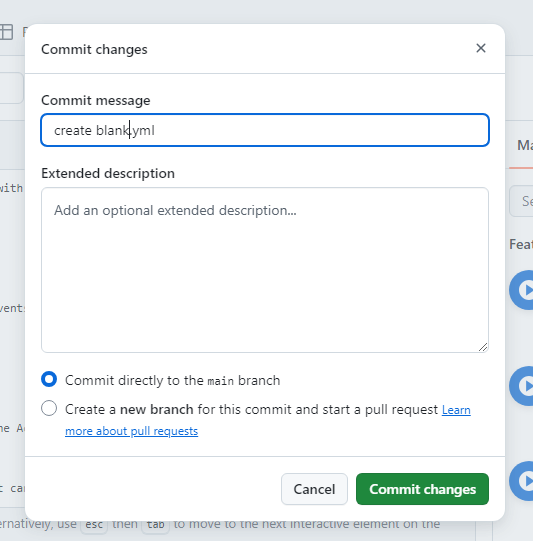 Commit changes
Commit message
create blank.yml
Extended description
Add an optional extended description...
Commit directly to the main branch
Create a new branch for this commit and start a pull request Learn
more about pull requests
Cancel Commit changes
with
vents
he A
t ca
ernatively, use esc then tab to move to the next interactive element on the
Ma
Se
Feat